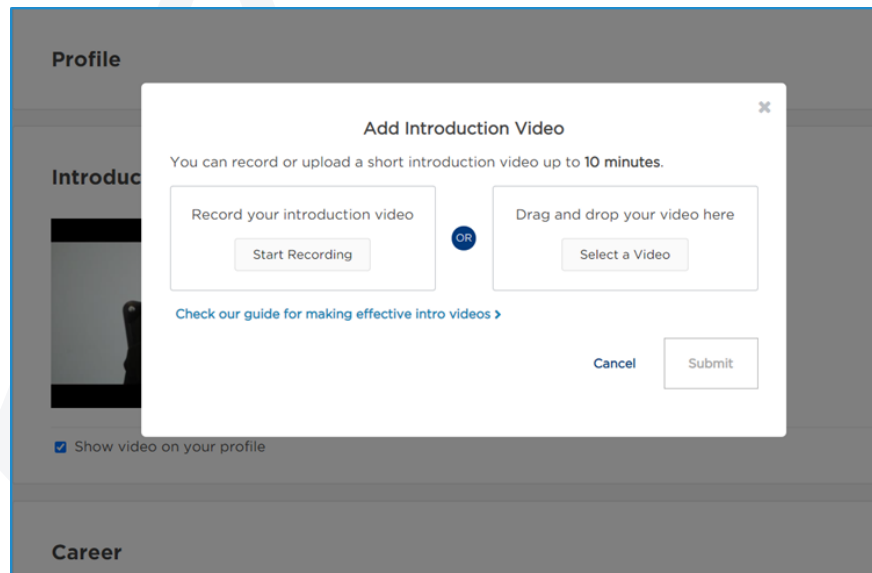 Profile
Add Introduction Video
You can record or upload a short introduction video up to 10 minutes.
Introduc
Record your introduction video
Start Recording
OR
Drag and drop your video here
Select a Video
Check our guide for making effective intro videos >
Cancel
Submit
Show video on your profile
Career